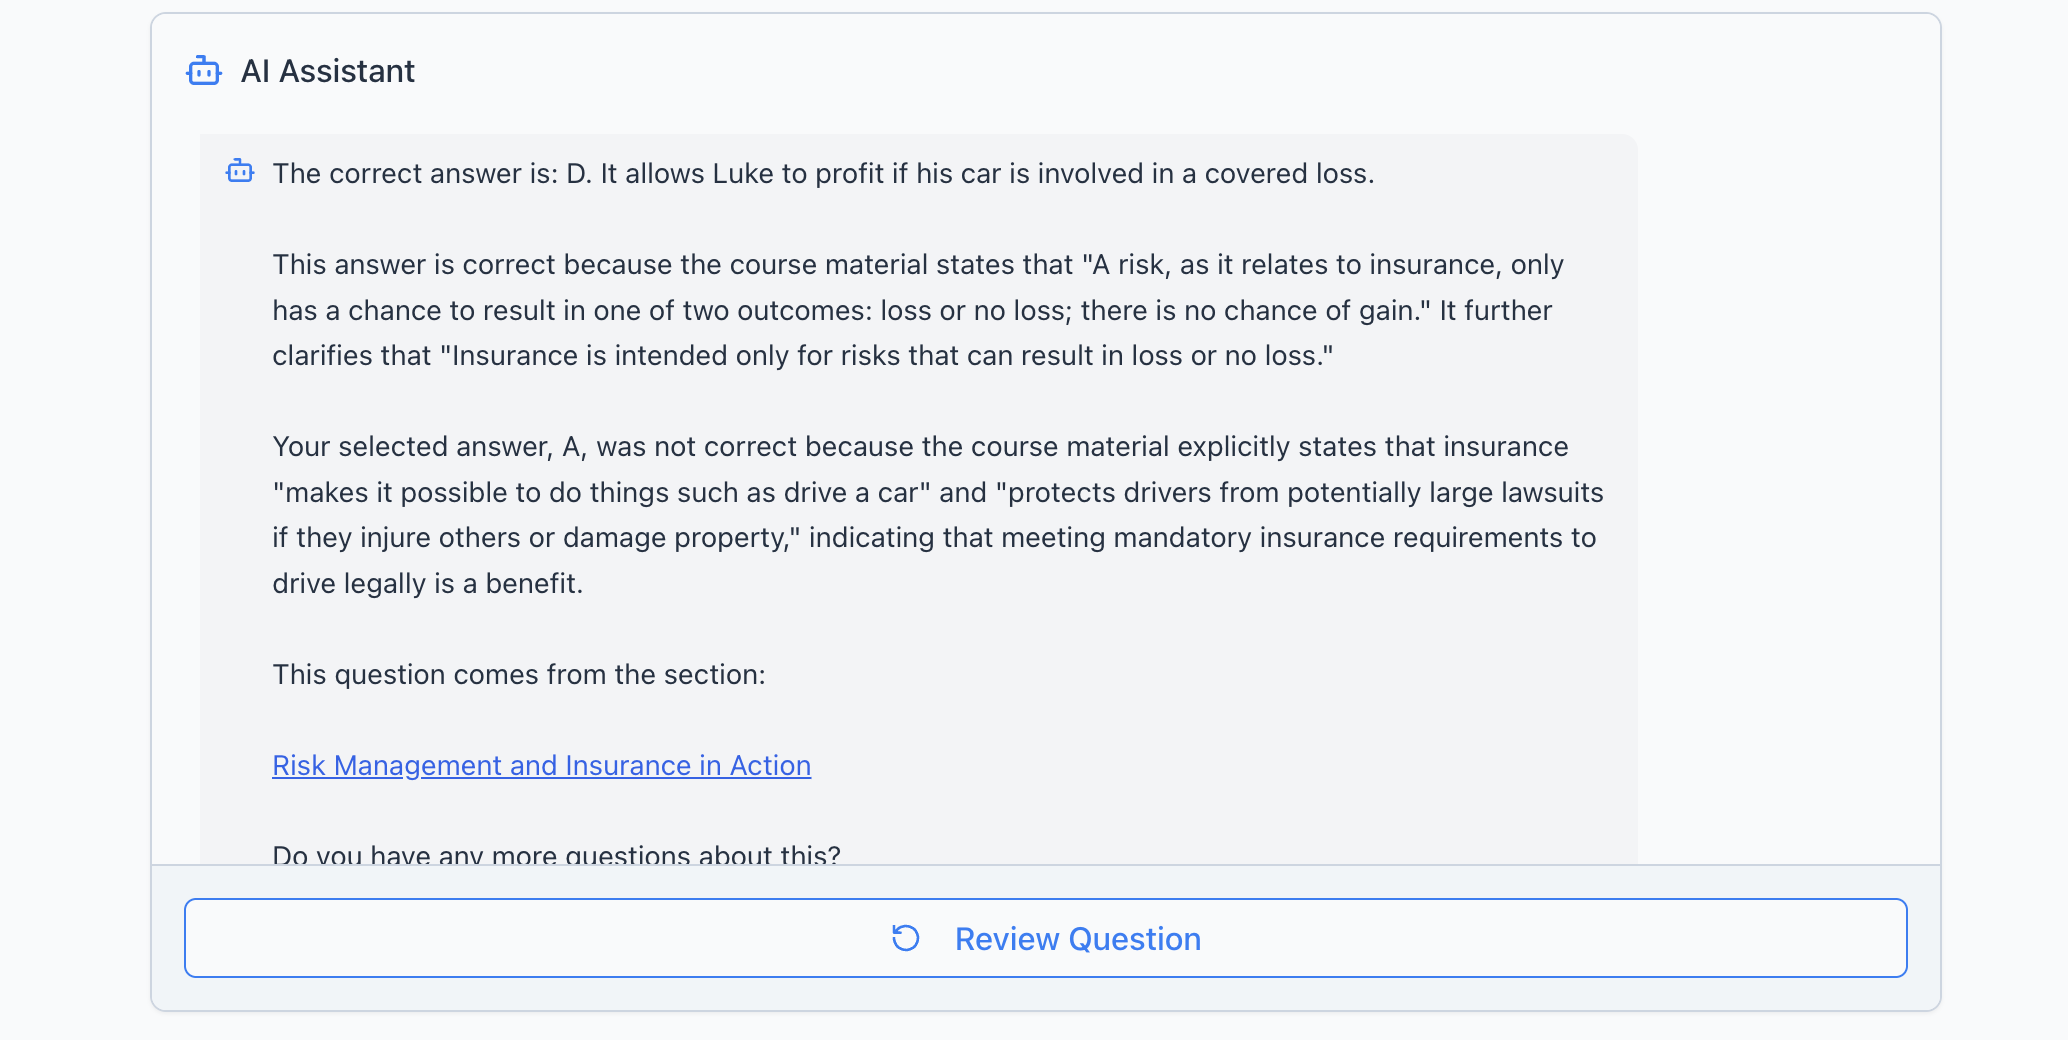 AI Assistant
The correct answer is: D. It allows Luke to profit if his car is involved in a covered loss.
This answer is correct because the course material states that "A risk, as it relates to insurance, only
has a chance to result in one of two outcomes: loss or no loss; there is no chance of gain." It further
clarifies that "Insurance is intended only for risks that can result in loss or no loss."
Your selected answer, A, was not correct because the course material explicitly states that insurance
"makes it possible to do things such as drive a car" and "protects drivers from potentially large lawsuits
if they injure others or damage property," indicating that meeting mandatory insurance requirements to
drive legally is a benefit.
This question comes from the section:
Risk Management and Insurance in Action
Do you have any more questions about this?
Review Question